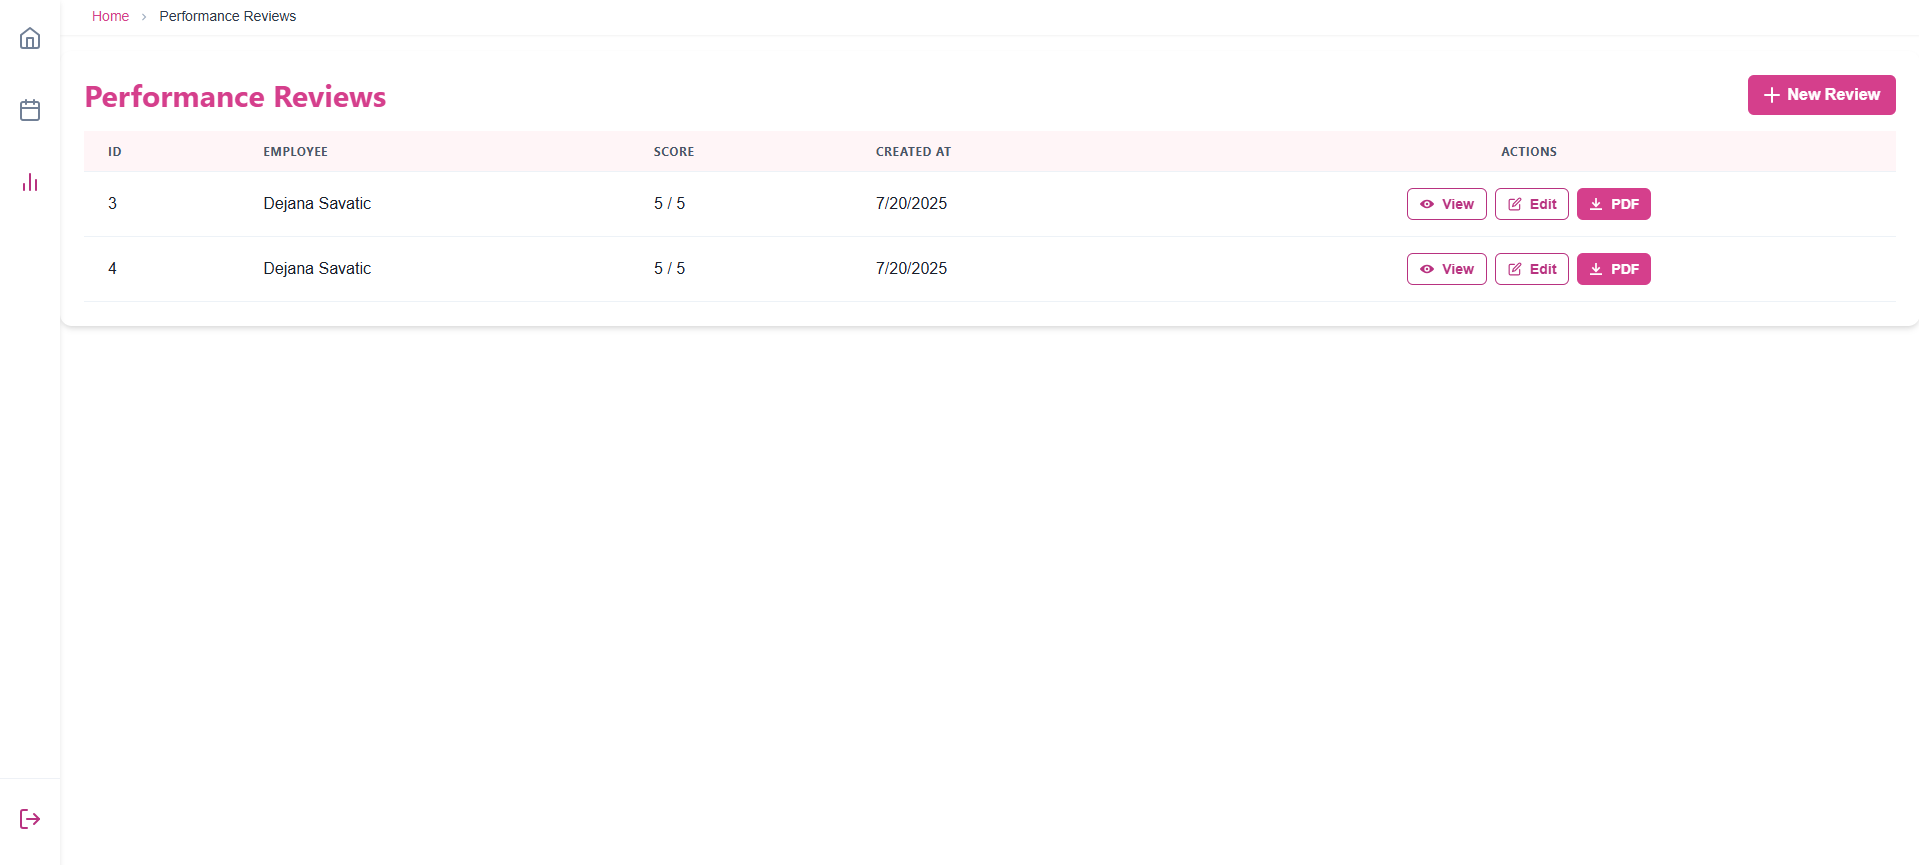 Home › Performance Reviews
Performance Reviews
New Review
ID EMPLOYEE SCORE CREATED AT ACTIONS
3 Dejana Savatic 5 / 5 7/20/2025 View Edit PDF
4 Dejana Savatic 5 / 5 7/20/2025 View Edit PDF